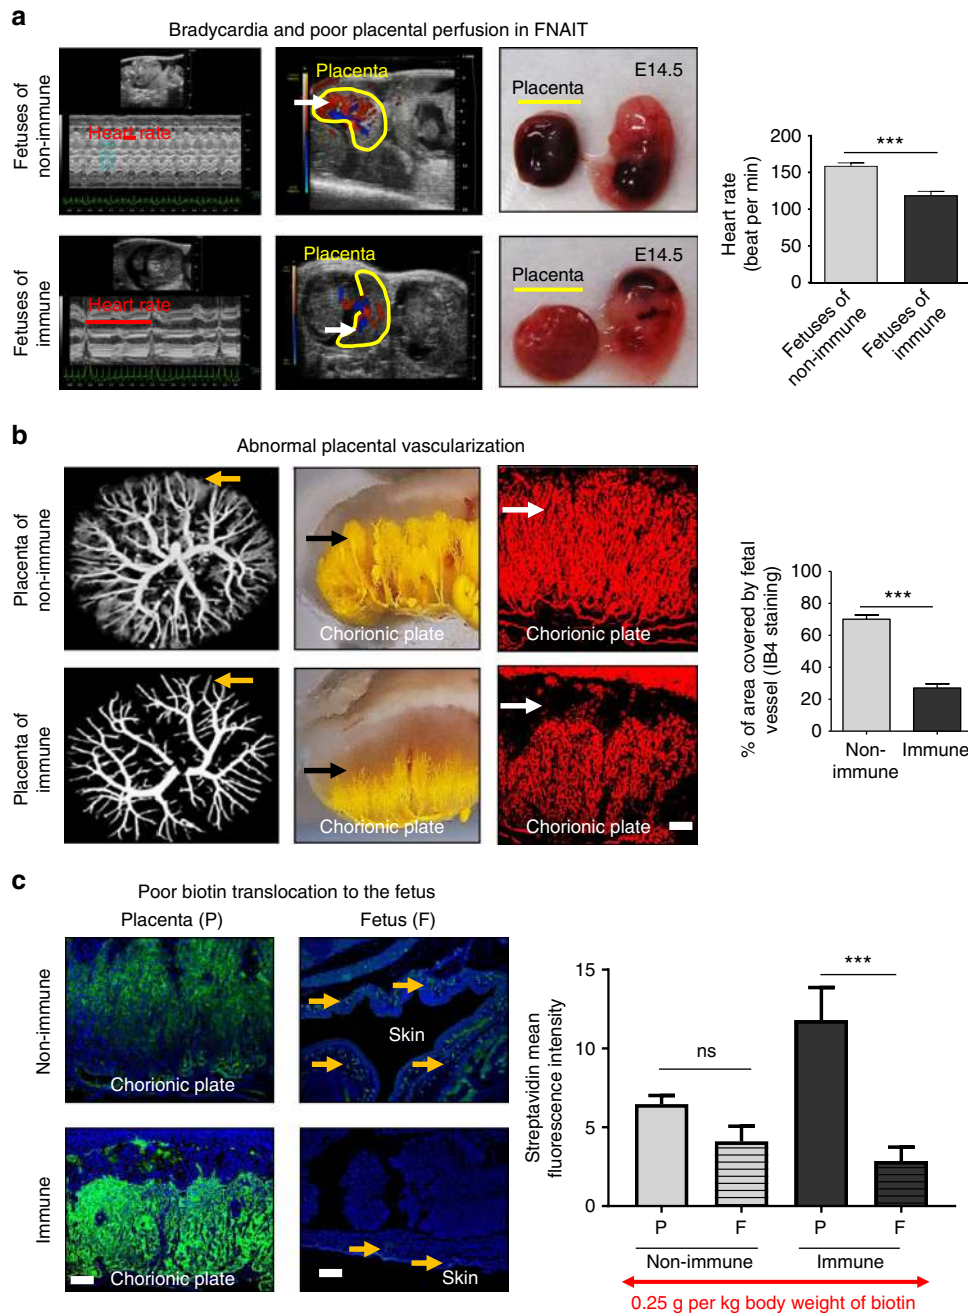 a
Bradycardia and poor placental perfusion in FNAIT
Fetuses of
non-immune
Heart rate
Placenta
Placenta
E14.5
Fetuses of
immune
Heart rate
Placenta
Placenta
E14.5
Heart rate
(beat per min)
200
150
100
50
0
***
Fetuses of
non-immune
Fetuses of
immune
b
Abnormal placental vascularization
Placenta of
non-immune
Chorionic plate
Chorionic plate
Placenta of
immune
Chorionic plate
Chorionic plate
% of area covered by fetal
vessel (IB4 staining)
100
80
60
40
20
0
***
Non-
immune
Immune
c
Poor biotin translocation to the fetus
Placenta (P)
Fetus (F)
Non-immune
Chorionic plate
Skin
Immune
Chorionic plate
Skin
Streptavidin mean
fluorescence intensity
15
10
5
0
ns
***
P
F
P
F
Non-immune
Immune
0.25 g per kg body weight of biotin